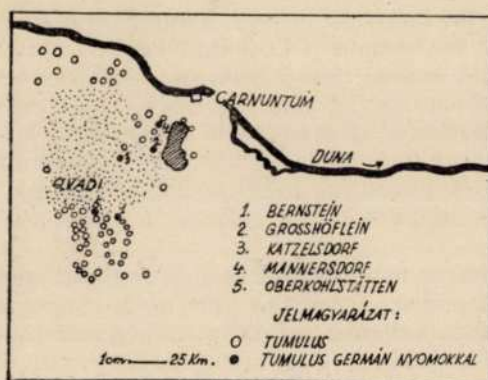 CARNUNTUM
DUNA
QVADI
1. BERNSTEIN
2. GROSSHÖFLEIN
3. KATZELSDORF
4. MANNERSDORF
5. OBERKOHLSTÄTTEN
JELMAGYARÁZAT:
TUMULUS
1cm. 25 Km. TUMULUS GERMÁN NYOMOKKAL